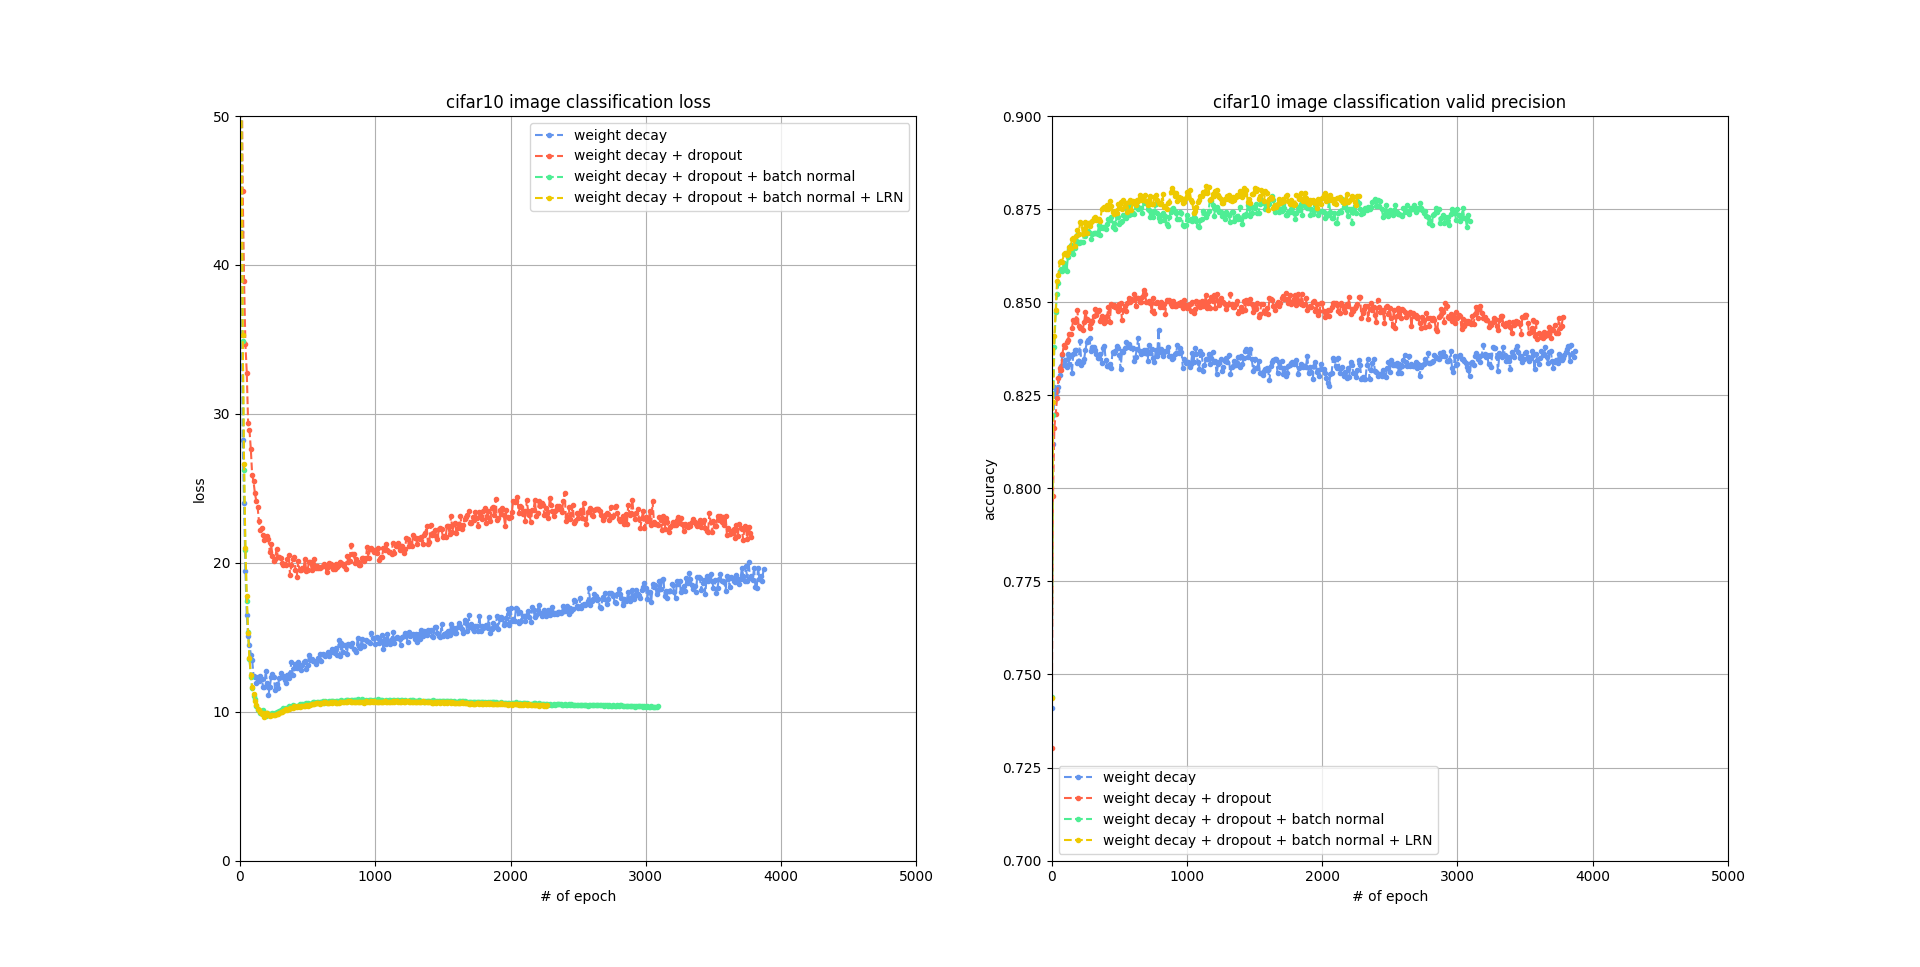 cifar10 image classification loss
50
40
30
20
10
0
loss
weight decay
weight decay + dropout
weight decay + dropout + batch normal
weight decay + dropout + batch normal + LRN
0 1000 2000 3000 4000 5000
# of epoch
cifar10 image classification valid precision
0.900
0.875
0.850
0.825
0.800
0.775
0.750
0.725
0.700
accuracy
weight decay
weight decay + dropout
weight decay + dropout + batch normal
weight decay + dropout + batch normal + LRN
0 1000 2000 3000 4000 5000
# of epoch